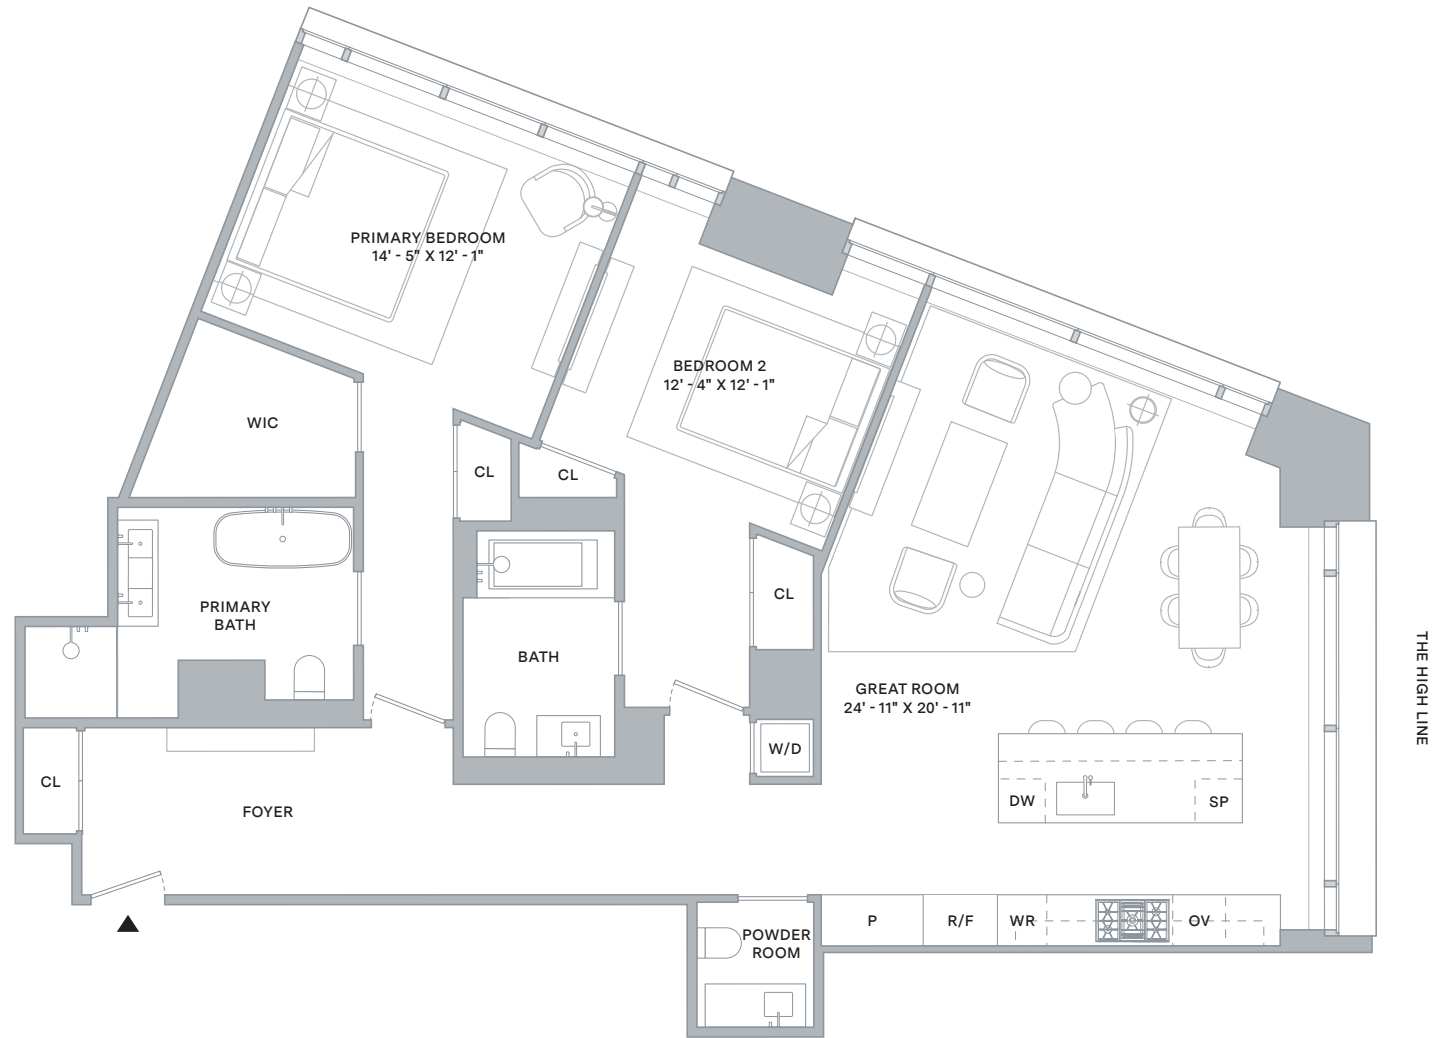 PRIMARY BEDROOM
14' - 5" X 12' - 1"
BEDROOM 2
12' - 4" X 12' - 1"
WIC
CL
CL
CL
PRIMARY
BATH
BATH
GREAT ROOM
24' - 11" X 20' - 11"
THE HIGH LINE
W/D
CL
FOYER
DW
SP
P
R/F
WR
OV
POWDER
ROOM